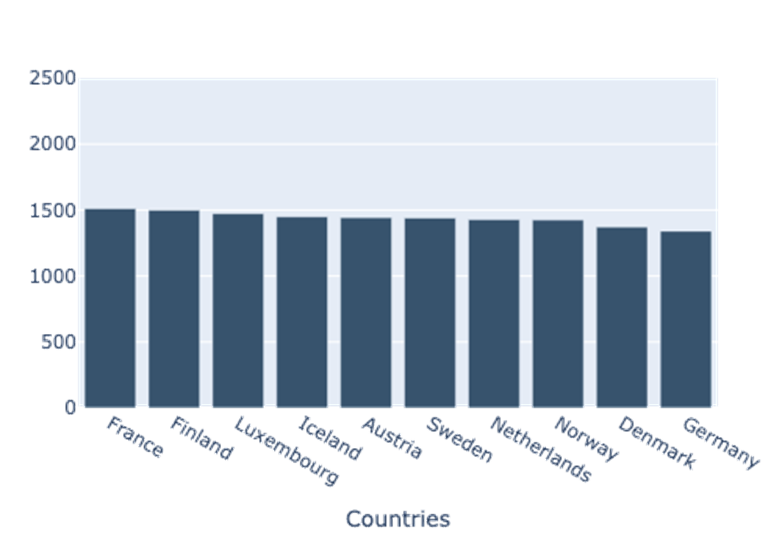 2500
2000
1500
1000
500
0
France
Finland
Luxembourg
Iceland
Austria
Sweden
Netherlands
Norway
Denmark
Germany
Countries